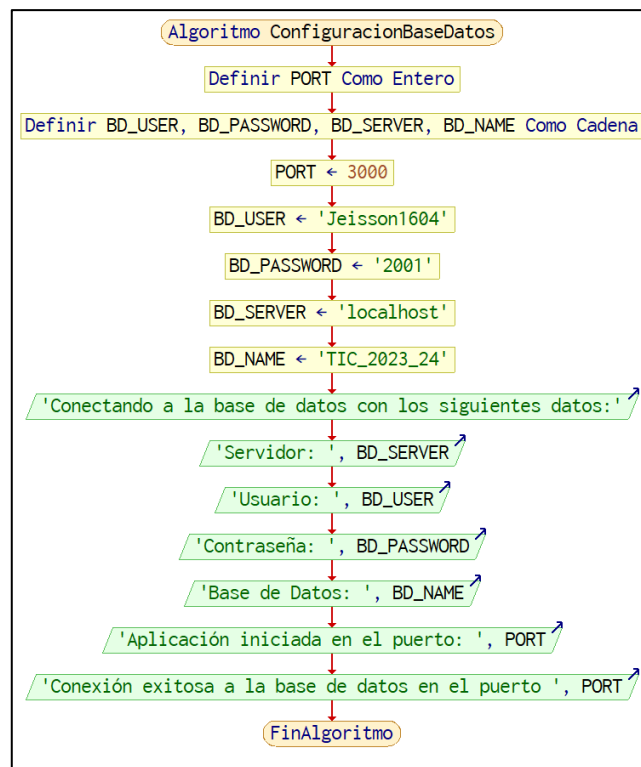 Algoritmo ConfiguracionBaseDatos
Definir PORT Como Entero
Definir BD_USER, BD_PASSWORD, BD_SERVER, BD_NAME Como Cadena
PORT ← 3000
BD_USER ← 'Jeisson1604'
BD_PASSWORD ← '2001'
BD_SERVER ← 'localhost'
BD_NAME ← 'TIC_2023_24'
'Conectando a la base de datos con los siguientes datos:'
'Servidor: ', BD_SERVER
'Usuario: ', BD_USER
'Contraseña: ', BD_PASSWORD
'Base de Datos: ', BD_NAME
'Aplicación iniciada en el puerto: ', PORT
'Conexión exitosa a la base de datos en el puerto ', PORT
FinAlgoritmo